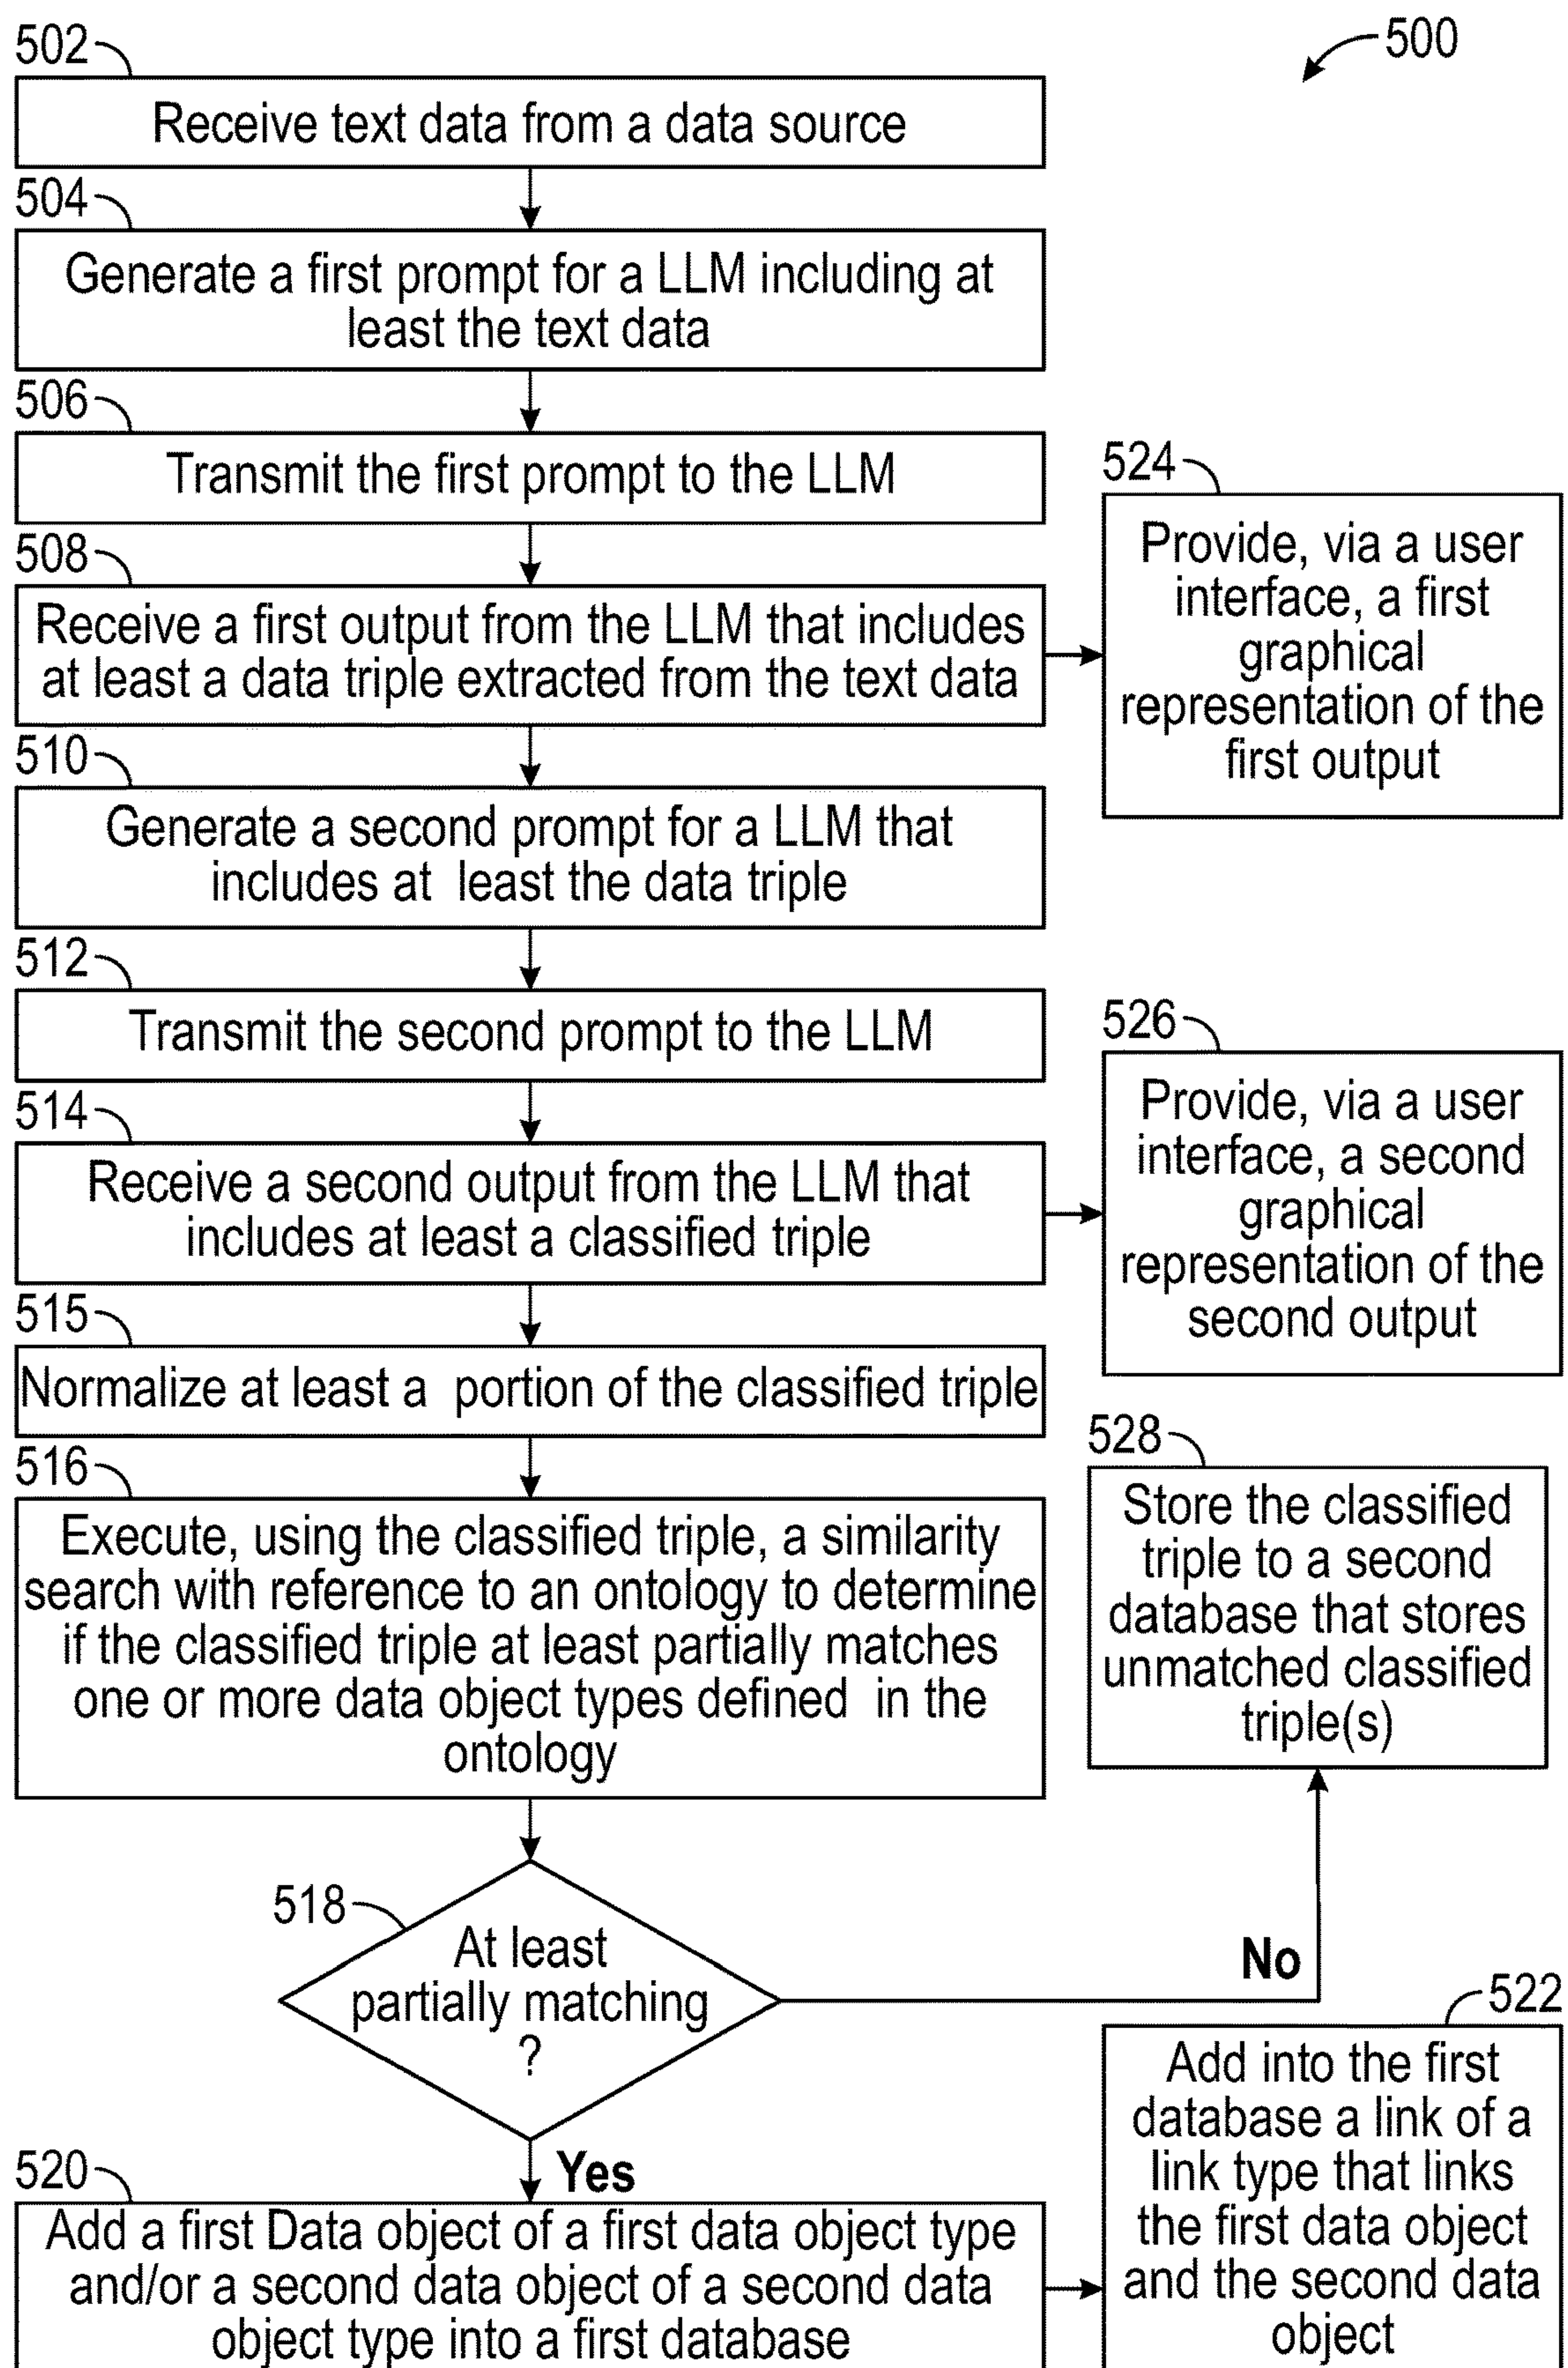 500
502
Receive text data from a data source
504
Generate a first prompt for a LLM including at
least the text data
506
Transmit the first prompt to the LLM
508
Receive a first output from the LLM that includes
at least a data triple extracted from the text data
524
Provide, via a user
interface, a first
graphical
representation of the
first output
510
Generate a second prompt for a LLM that
includes at least the data triple
512
Transmit the second prompt to the LLM
514
Receive a second output from the LLM that
includes at least a classified triple
526
Provide, via a user
interface, a second
graphical
representation of the
second output
515
Normalize at least a portion of the classified triple
516
Execute, using the classified triple, a similarity
search with reference to an ontology to determine
if the classified triple at least partially matches
one or more data object types defined in the
ontology
528
Store the classified
triple to a second
database that stores
unmatched classified
triple(s)
518
At least
partially matching
?
No
Yes
520
Add a first Data object of a first data object type
and/or a second data object of a second data
object type into a first database
522
Add into the first
database a link of a
link type that links
the first data object
and the second data
object